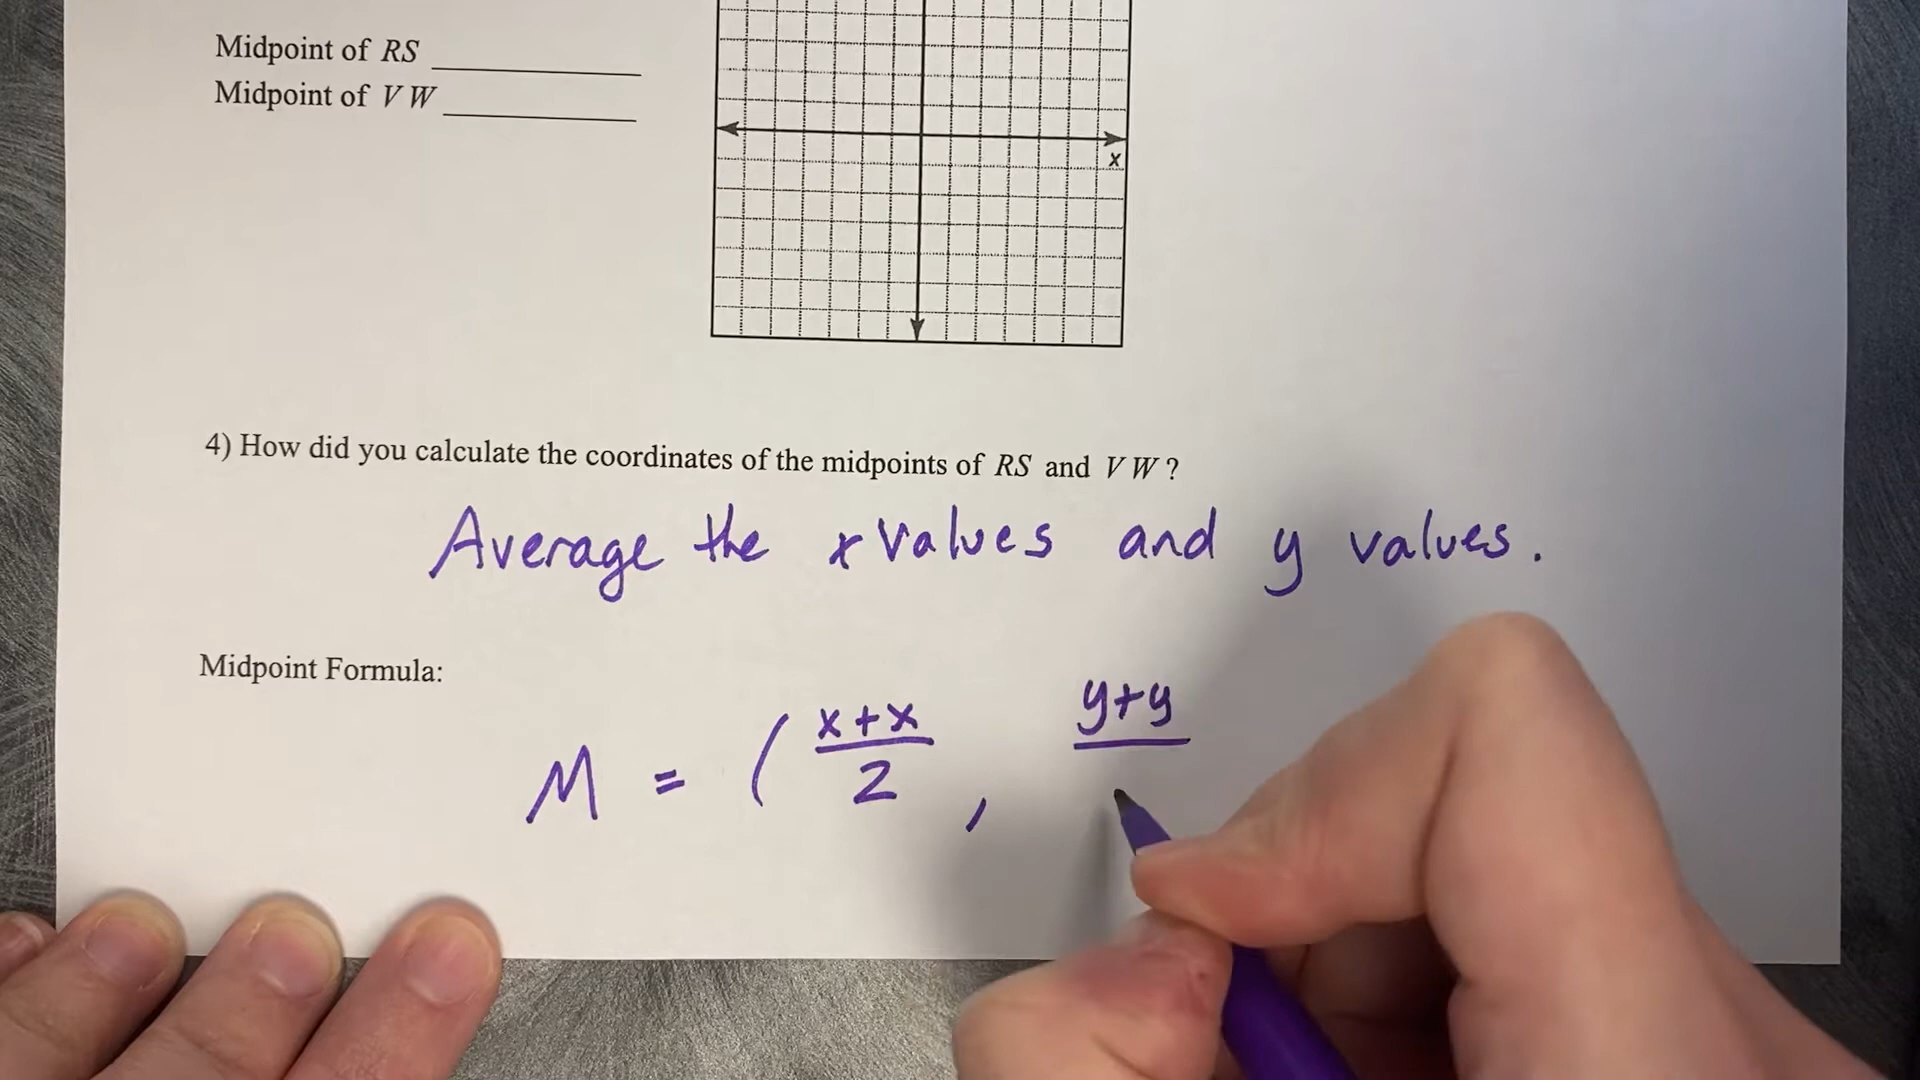 Midpoint of RS
Midpoint of VW
x
4) How did you calculate the coordinates of the midpoints of RS and VW?
Average the x values and y values.
Midpoint Formula:
M = ( x+x/2 , y+y